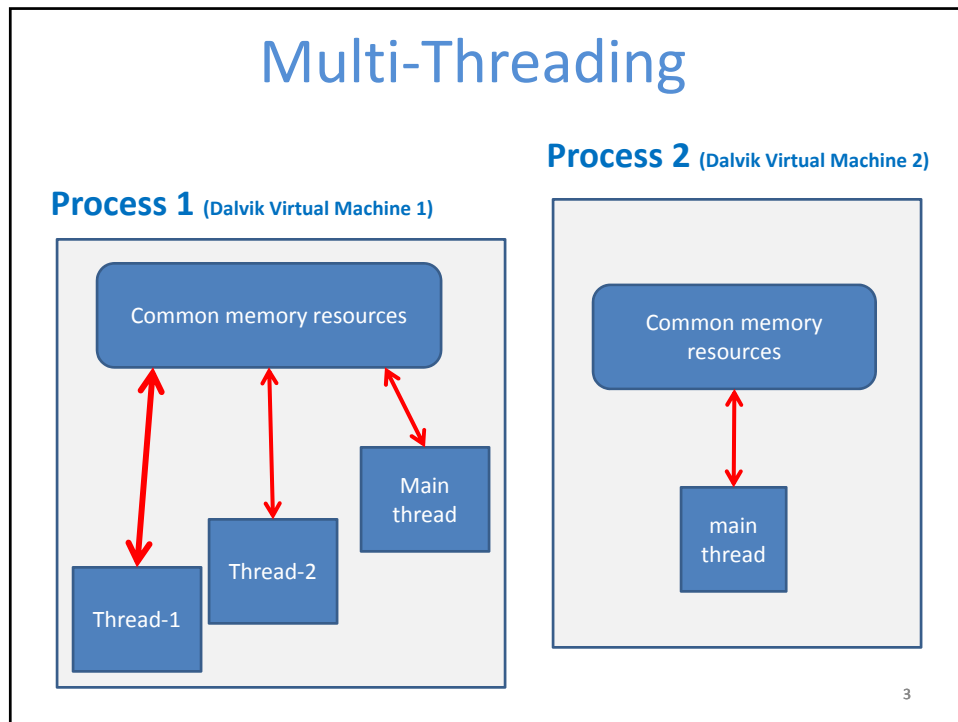 Multi-Threading
Process 1 (Dalvik Virtual Machine 1)
Common memory resources
Main
thread
Thread-2
Thread-1
Process 2 (Dalvik Virtual Machine 2)
Common memory
resources
main
thread
3